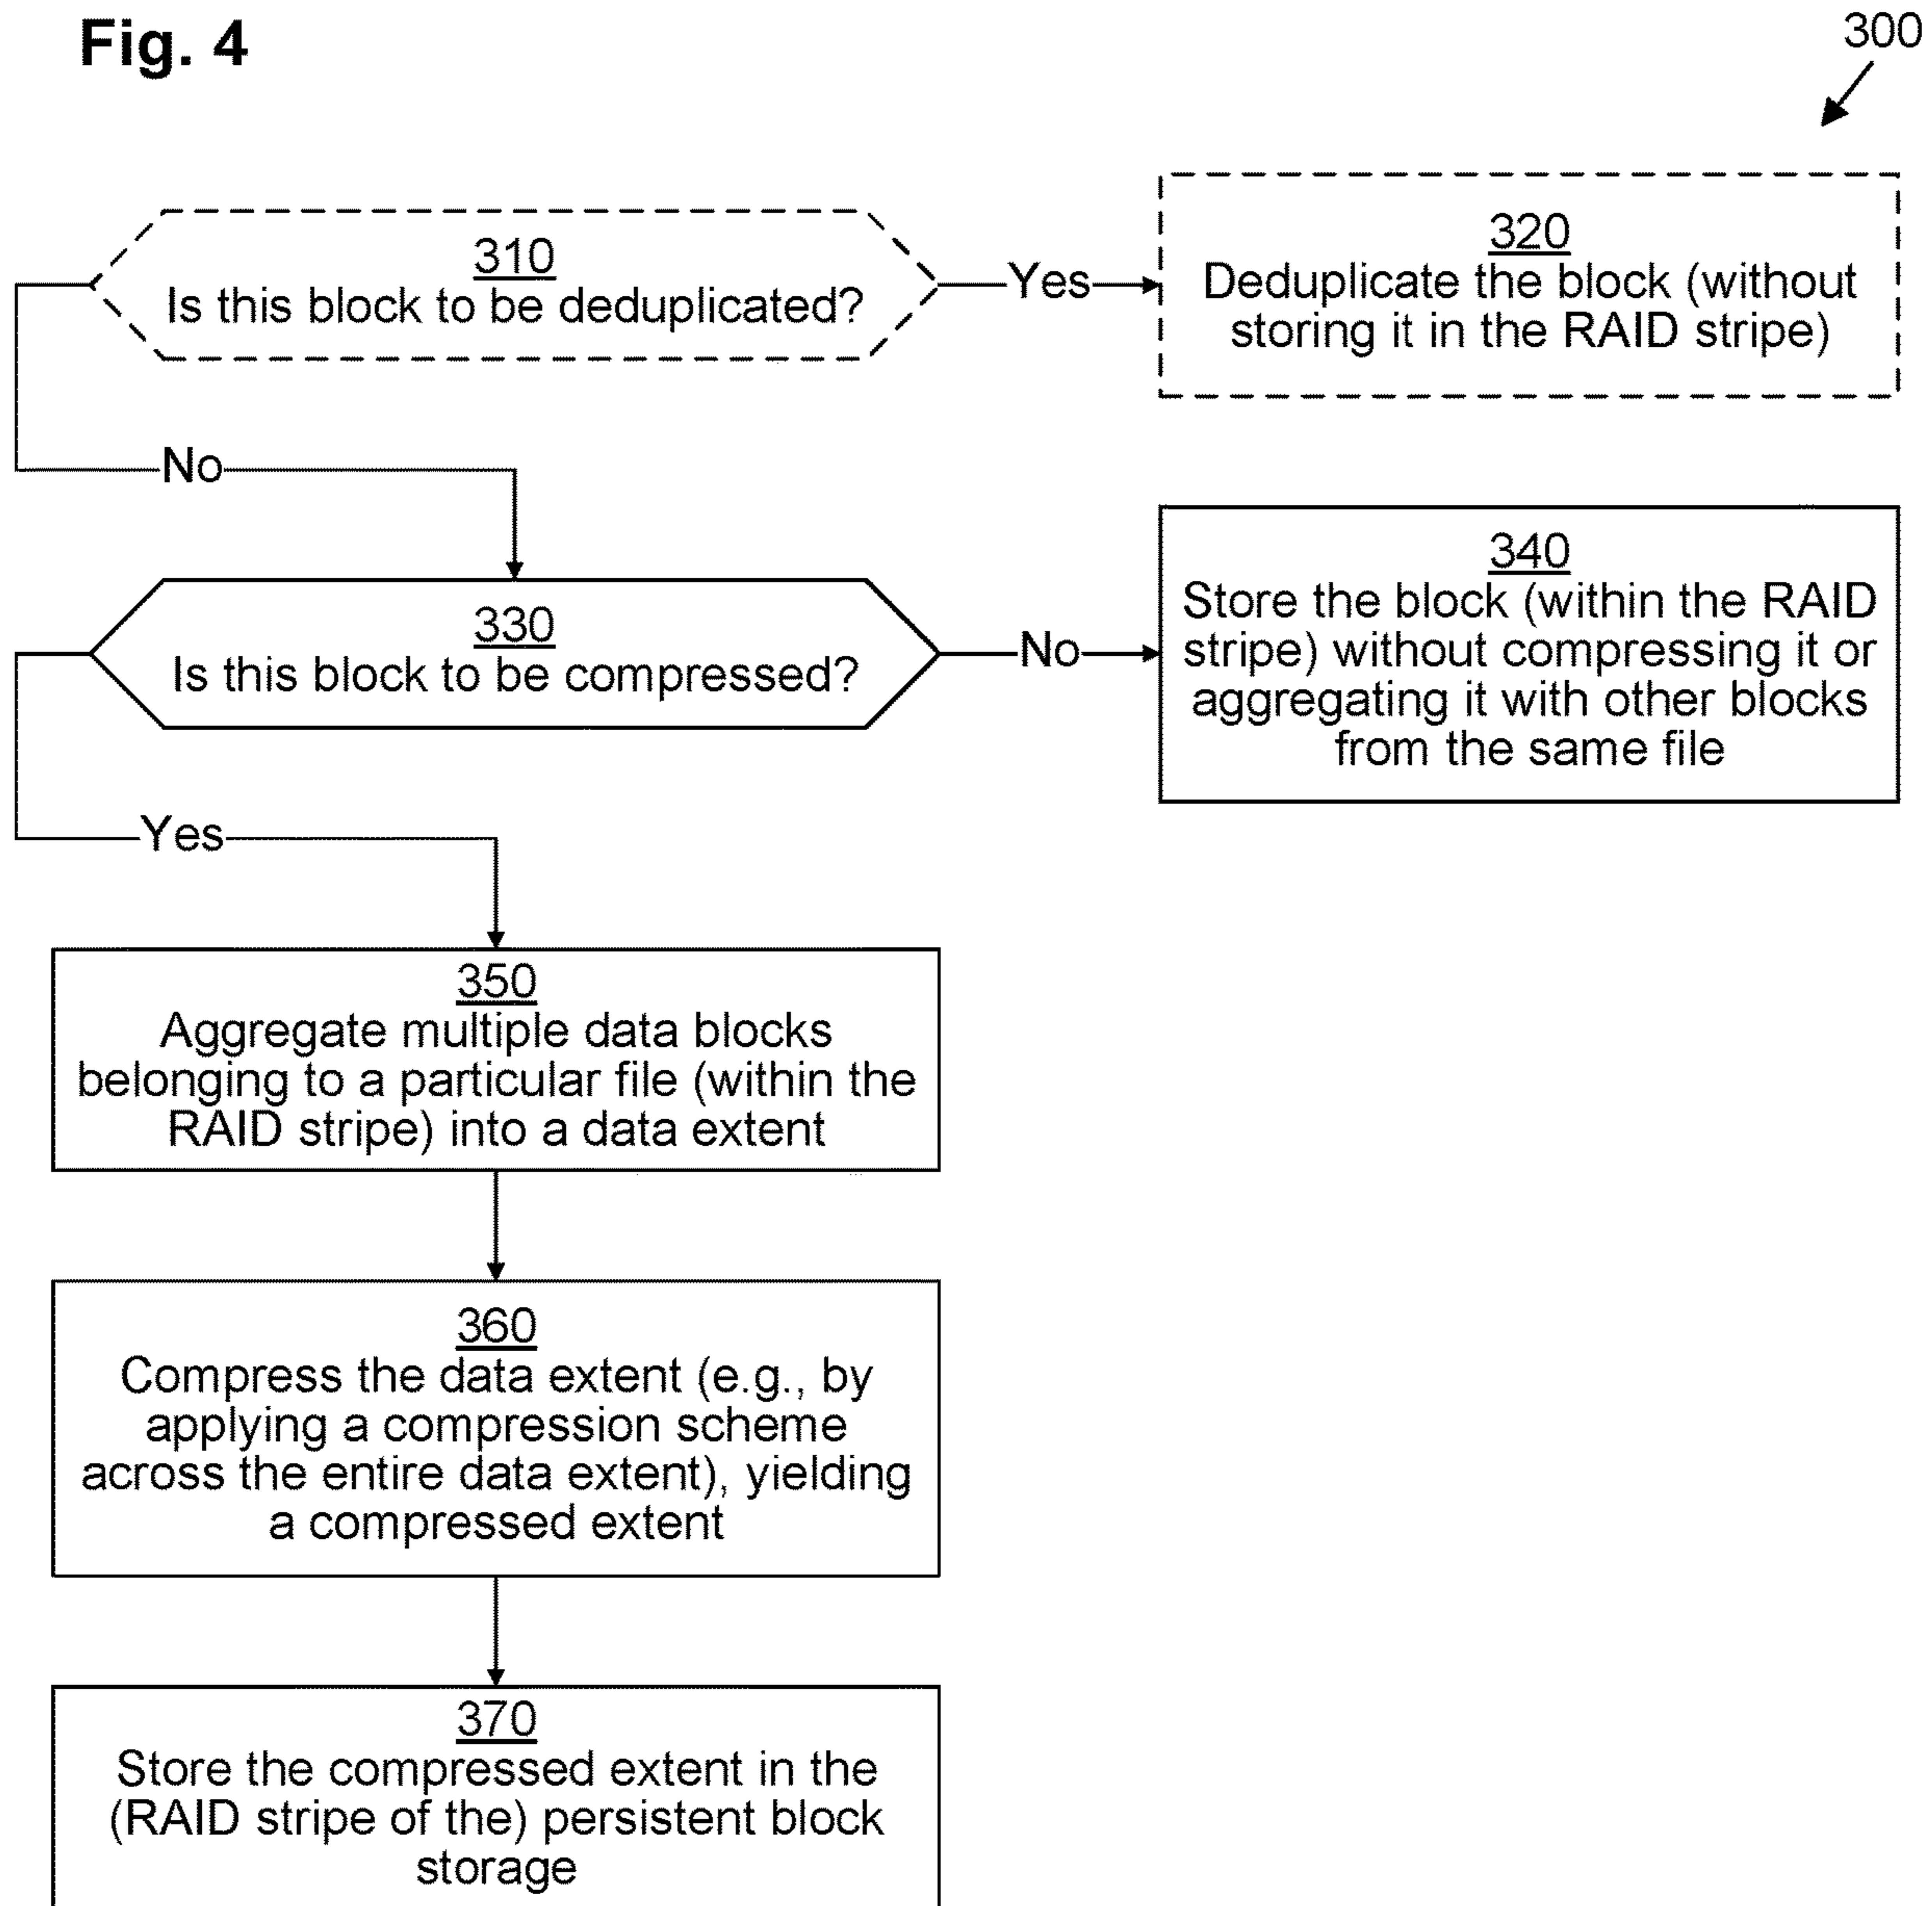 Fig. 4
300
310
Is this block to be deduplicated?
Yes
320
Deduplicate the block (without
storing it in the RAID stripe)
No
330
Is this block to be compressed?
No
340
Store the block (within the RAID
stripe) without compressing it or
aggregating it with other blocks
from the same file
Yes
350
Aggregate multiple data blocks
belonging to a particular file (within the
RAID stripe) into a data extent
360
Compress the data extent (e.g., by
applying a compression scheme
across the entire data extent), yielding
a compressed extent
370
Store the compressed extent in the
(RAID stripe of the) persistent block
storage